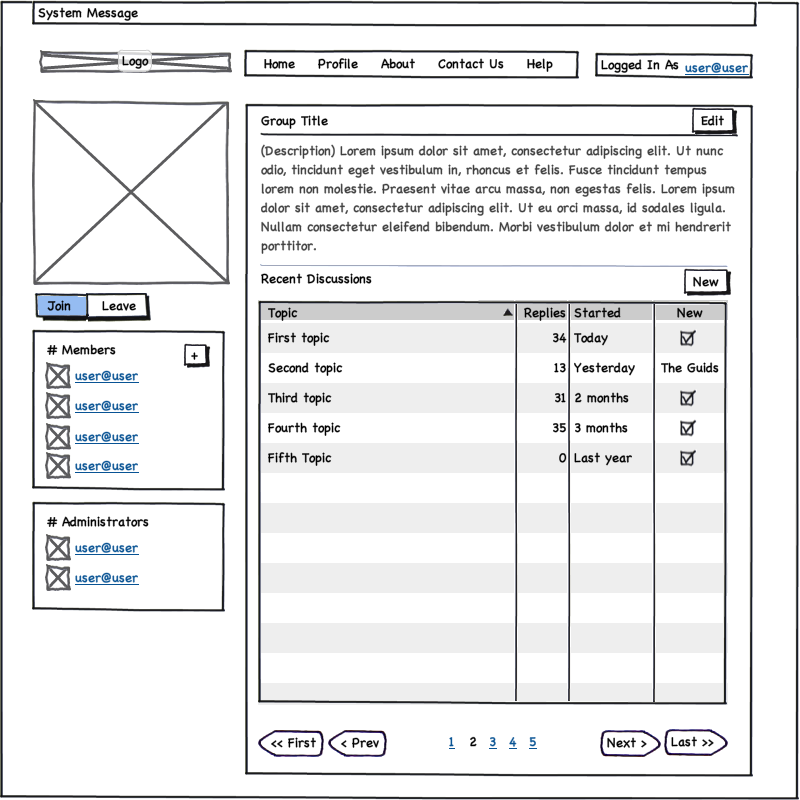 System Message
Logo
Home Profile About Contact Us Help
Logged In As user@user
Group Title
Edit
(Description) Lorem ipsum dolor sit amet, consectetur adipiscing elit. Ut nunc
odio, tincidunt eget vestibulum in, rhoncus et felis. Fusce tincidunt tempus
lorem non molestie. Praesent vitae arcu massa, non egestas felis. Lorem ipsum
dolor sit amet, consectetur adipiscing elit. Ut eu orci massa, id sodales ligula.
Nullam consectetur eleifend bibendum. Morbi vestibulum dolor et mi hendrerit
porttitor.
Join Leave
# Members +
user@user
user@user
user@user
user@user
# Administrators
user@user
user@user
Recent Discussions
New
Topic Replies Started New
First topic 34 Today
Second topic 13 Yesterday The Guids
Third topic 31 2 months
Fourth topic 35 3 months
Fifth Topic 0 Last year
<< First < Prev 1 2 3 4 5 Next > Last >>